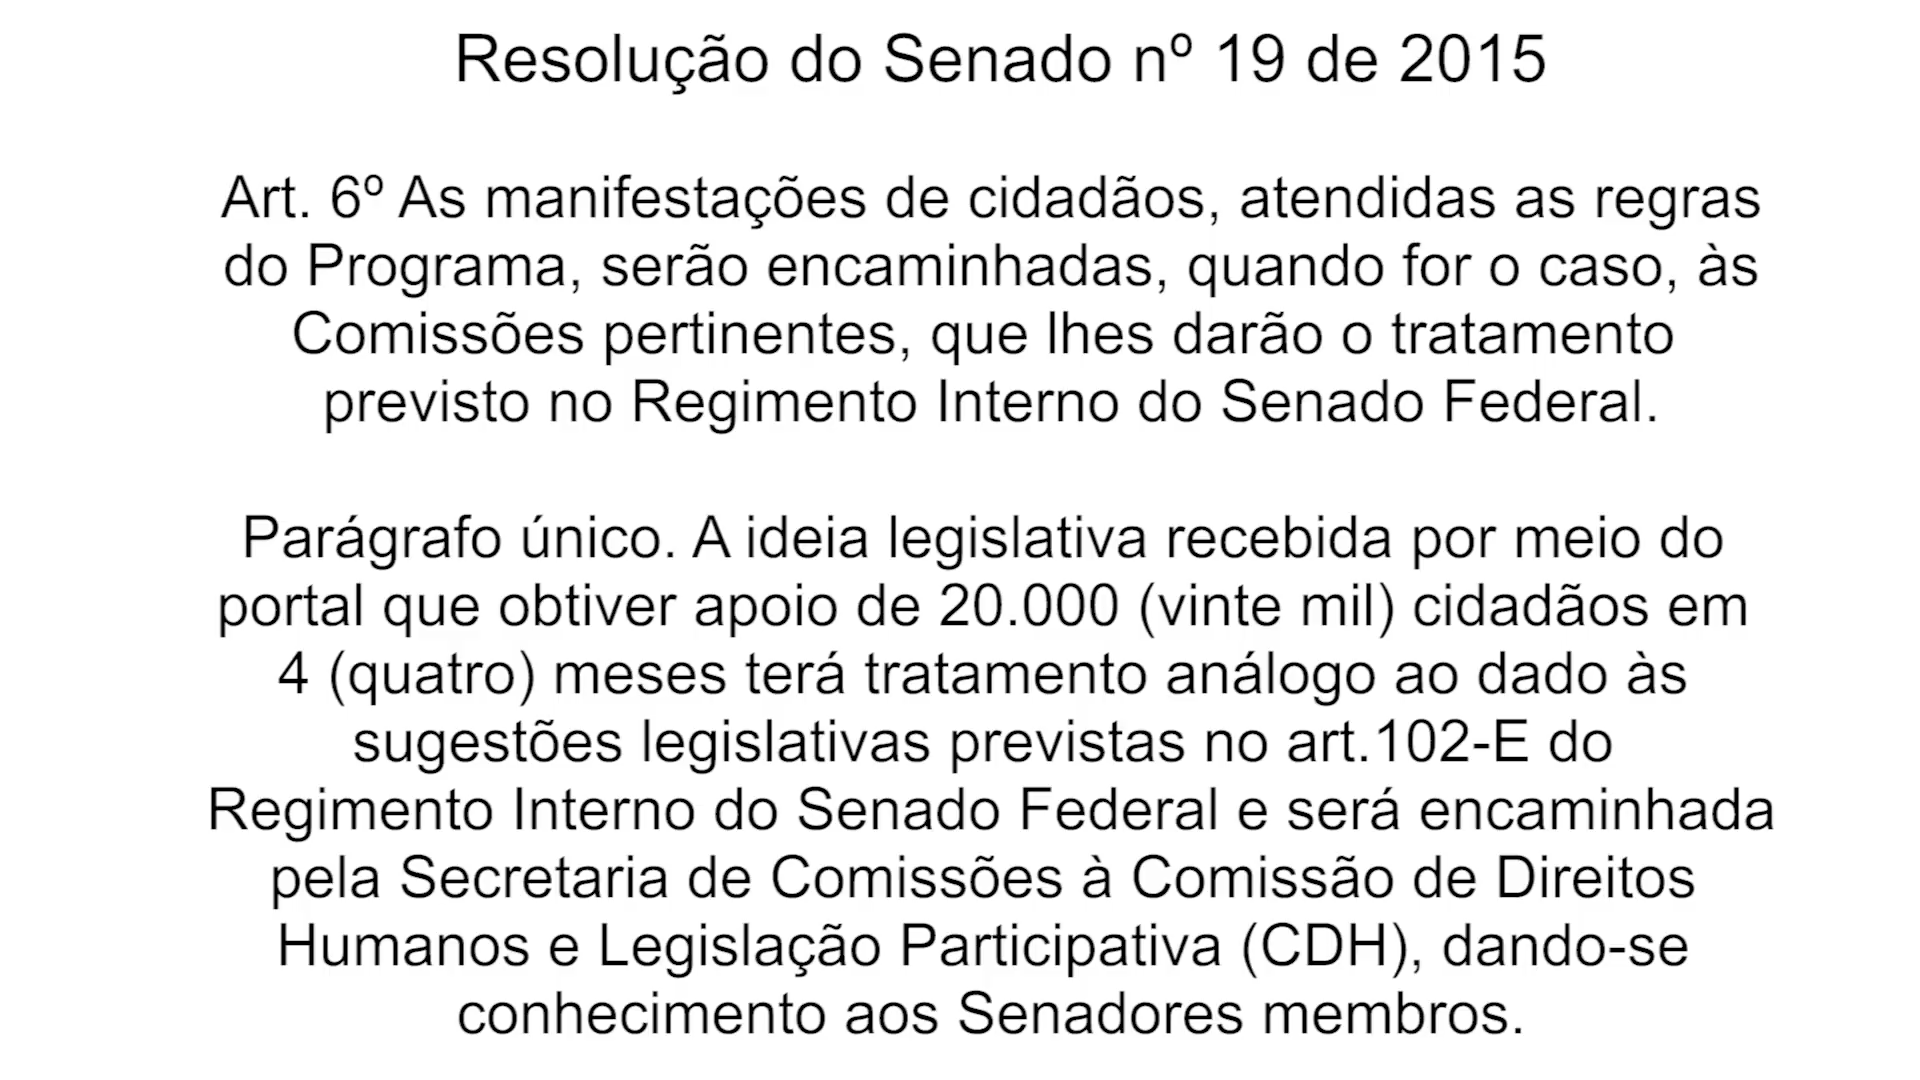 Resolução do Senado nº 19 de 2015
Art. 6º As manifestações de cidadãos, atendidas as regras
do Programa, serão encaminhadas, quando for o caso, às
Comissões pertinentes, que lhes darão o tratamento
previsto no Regimento Interno do Senado Federal.
Parágrafo único. A ideia legislativa recebida por meio do
portal que obtiver apoio de 20.000 (vinte mil) cidadãos em
4 (quatro) meses terá tratamento análogo ao dado às
sugestões legislativas previstas no art.102-E do
Regimento Interno do Senado Federal e será encaminhada
pela Secretaria de Comissões à Comissão de Direitos
Humanos e Legislação Participativa (CDH), dando-se
conhecimento aos Senadores membros.